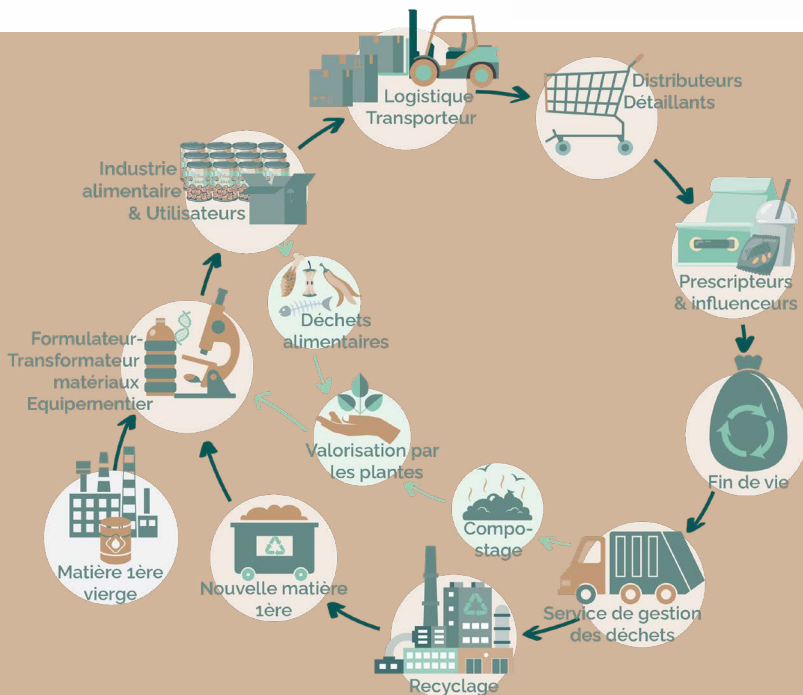 Logistique
Transporteur
Distributeurs
Détaillants
Industrie
alimentaire
& Utilisateurs
Prescripteurs
& influenceurs
Déchets
alimentaires
Formulateur-
Transformateur
matériaux
Equipementier
Valorisation par
les plantes
Fin de vie
Compo-
stage
Matière 1ère
vierge
Nouvelle matière
1ère
Service de gestion
des déchets
Recyclage